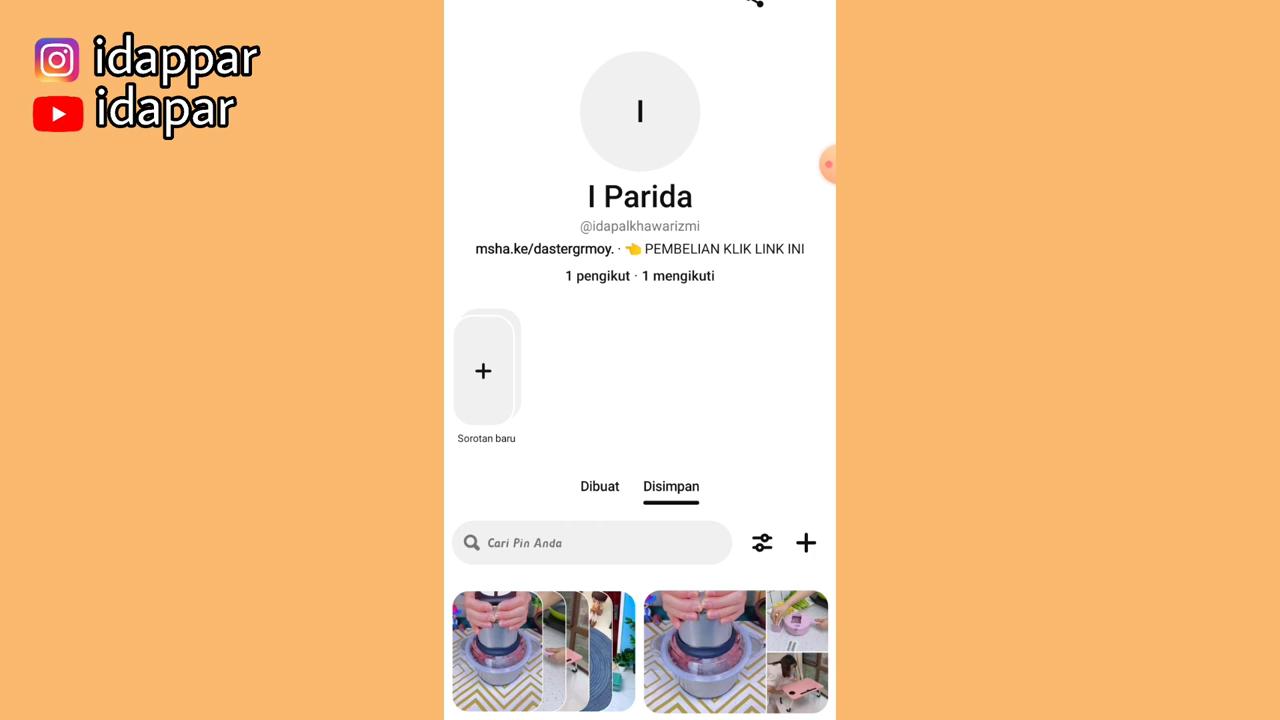 idappar
idapar
I
I Parida
@idapalkhawarizmi
msha.ke/dastergrmoy. · 👈 PEMBELIAN KLIK LINK INI
1 pengikut · 1 mengikuti
Sorotan baru
Dibuat Disimpan
Cari Pin Anda